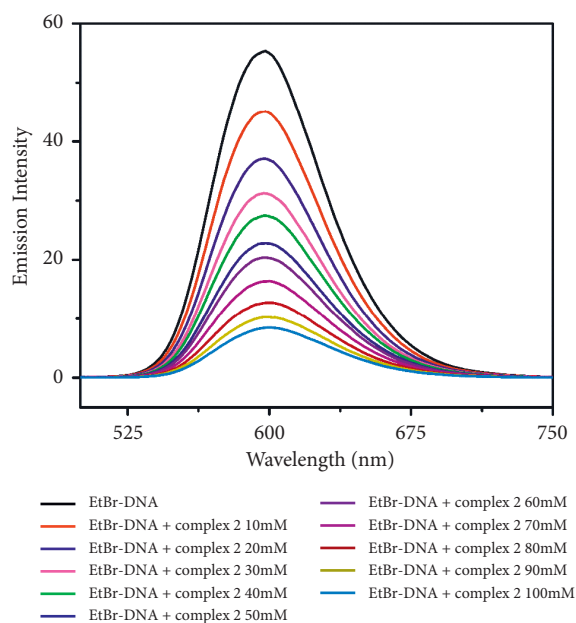 60
40
20
0
Emission Intensity
525 600 675 750
Wavelength (nm)
EtBr-DNA
EtBr-DNA + complex 2 10mM
EtBr-DNA + complex 2 20mM
EtBr-DNA + complex 2 30mM
EtBr-DNA + complex 2 40mM
EtBr-DNA + complex 2 50mM
EtBr-DNA + complex 2 60mM
EtBr-DNA + complex 2 70mM
EtBr-DNA + complex 2 80mM
EtBr-DNA + complex 2 90mM
EtBr-DNA + complex 2 100mM